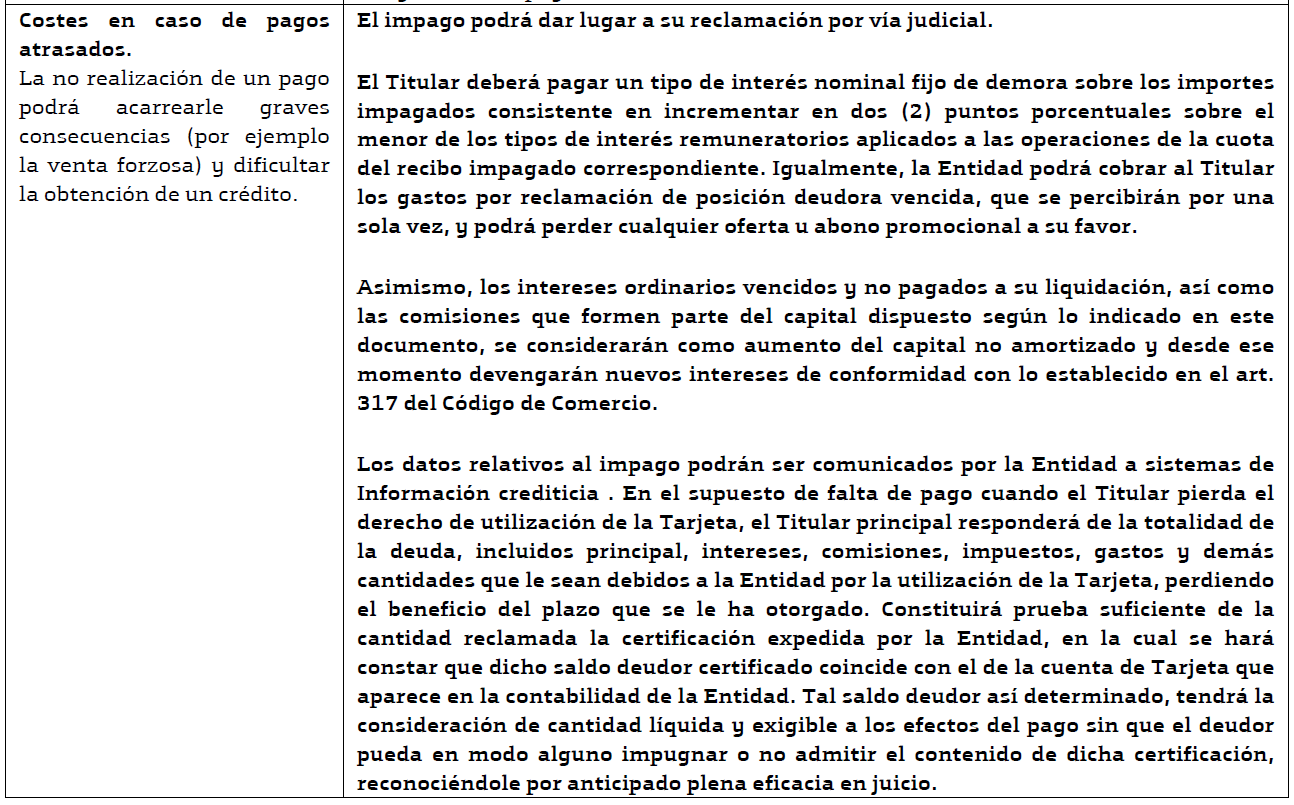 Costes en caso de pagos
atrasados.
La no realización de un pago
podrá acarrearle graves
consecuencias (por ejemplo
la venta forzosa) y dificultar
la obtención de un crédito.
El impago podrá dar lugar a su reclamación por vía judicial.
El Titular deberá pagar un tipo de interés nominal fijo de demora sobre los importes
impagados consistente en incrementar en dos (2) puntos porcentuales sobre el
menor de los tipos de interés remuneratorios aplicados a las operaciones de la cuota
del recibo impagado correspondiente. Igualmente, la Entidad podrá cobrar al Titular
los gastos por reclamación de posición deudora vencida, que se percibirán por una
sola vez, y podrá perder cualquier oferta u abono promocional a su favor.
Asimismo, los intereses ordinarios vencidos y no pagados a su liquidación, así como
las comisiones que formen parte del capital dispuesto según lo indicado en este
documento, se considerarán como aumento del capital no amortizado y desde ese
momento devengarán nuevos intereses de conformidad con lo establecido en el art.
317 del Código de Comercio.
Los datos relativos al impago podrán ser comunicados por la Entidad a sistemas de
Información crediticia . En el supuesto de falta de pago cuando el Titular pierda el
derecho de utilización de la Tarjeta, el Titular principal responderá de la totalidad de
la deuda, incluidos principal, intereses, comisiones, impuestos, gastos y demás
cantidades que le sean debidos a la Entidad por la utilización de la Tarjeta, perdiendo
el beneficio del plazo que se le ha otorgado. Constituirá prueba suficiente de la
cantidad reclamada la certificación expedida por la Entidad, en la cual se hará
constar que dicho saldo deudor certificado coincide con el de la cuenta de Tarjeta que
aparece en la contabilidad de la Entidad. Tal saldo deudor así determinado, tendrá la
consideración de cantidad líquida y exigible a los efectos del pago sin que el deudor
pueda en modo alguno impugnar o no admitir el contenido de dicha certificación,
reconociéndole por anticipado plena eficacia en juicio.